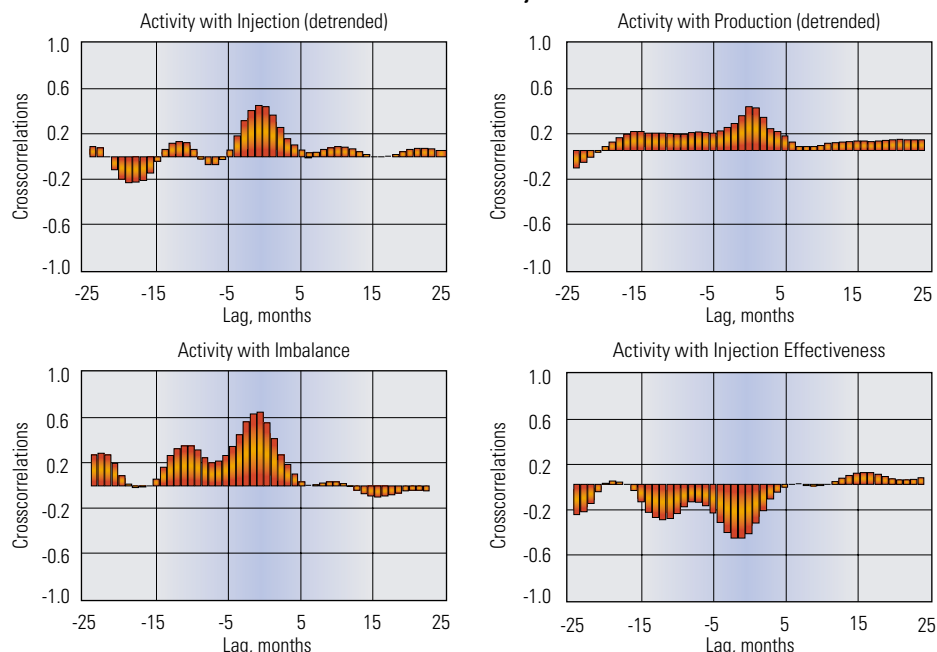 Activity with Injection (detrended)
1.0
0.6
0.2
-0.2
-0.6
-1.0
Crosscorrelations
-25 -15 -5 5 15 25
Lag, months
Activity with Production (detrended)
1.0
0.6
0.2
-0.2
-0.6
-1.0
Crosscorrelations
-25 -15 -5 5 15 25
Lag, months
Activity with Imbalance
1.0
0.6
0.2
-0.2
-0.6
-1.0
Crosscorrelations
-25 -15 -5 5 15 25
Lag, months
Activity with Injection Effectiveness
1.0
0.6
0.2
-0.2
-0.6
-1.0
Crosscorrelations
-25 -15 -5 5 15 25
Lag, months